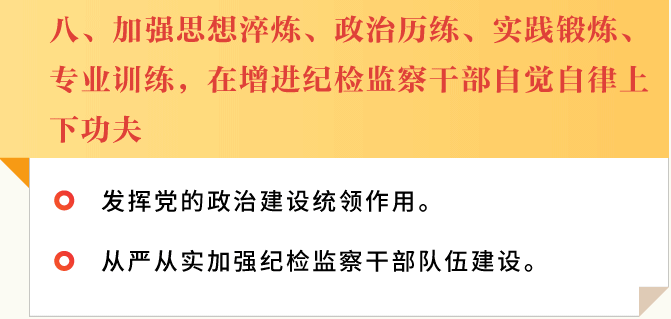 八、加强思想淬炼、政治历练、实践锻炼、
专业训练，在增进纪检监察干部自觉自律上
下功夫
发挥党的政治建设统领作用。
从严从实加强纪检监察干部队伍建设。